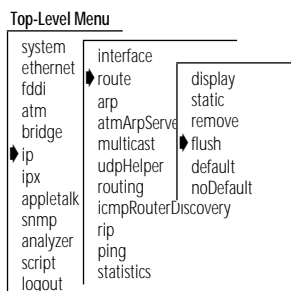 Top-Level Menu
system
ethernet
fddi
atm
bridge
ip
ipx
appletalk
snmp
analyzer
script
logout
interface
route
arp
atmArpServe
multicast
udpHelper
routing
icmpRouterDiscovery
rip
ping
statistics
display
static
remove
flush
default
noDefault